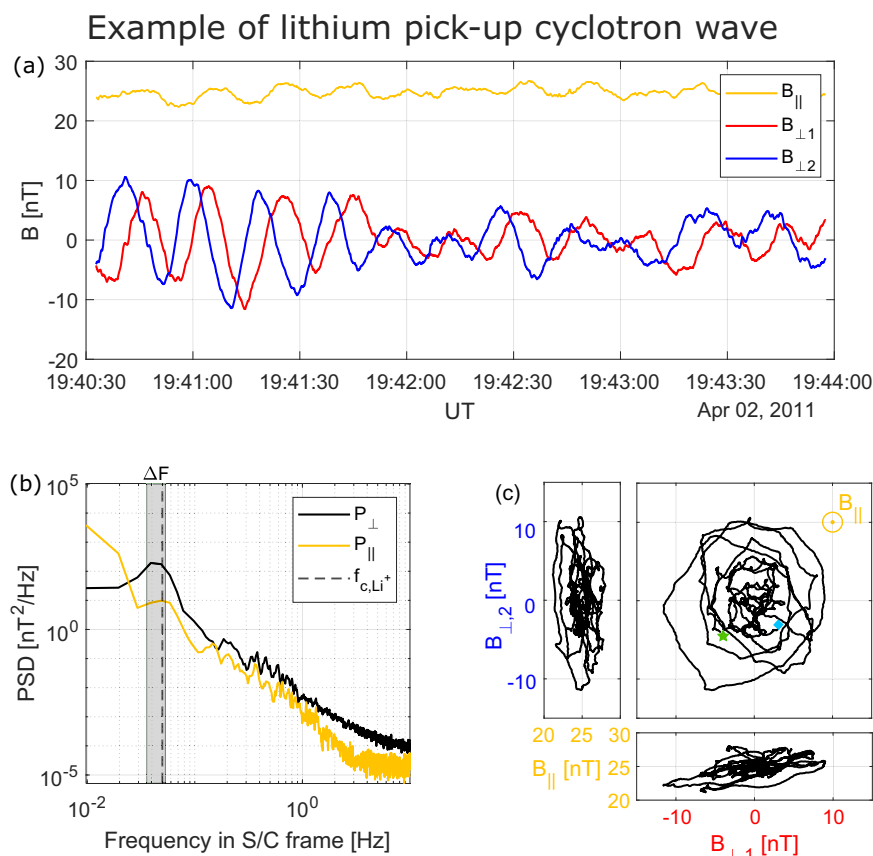 Example of lithium pick-up cyclotron wave
(a)
30
20
10
0
-10
-20
B [nT]
B||
B⊥1
B⊥2
19:40:30 19:41:00 19:41:30 19:42:00 19:42:30 19:43:00 19:43:30 19:44:00
UT
Apr 02, 2011
(b)
ΔF
10^5
10^0
10^-5
PSD [nT^2/Hz]
P⊥
P||
f_c,Li+
10^-2 10^0
Frequency in S/C frame [Hz]
(c)
B||
10
0
-10
B⊥,2 [nT]
20 25 30
B|| [nT]
30
25
20
-10 0 10
B⊥,1 [nT]